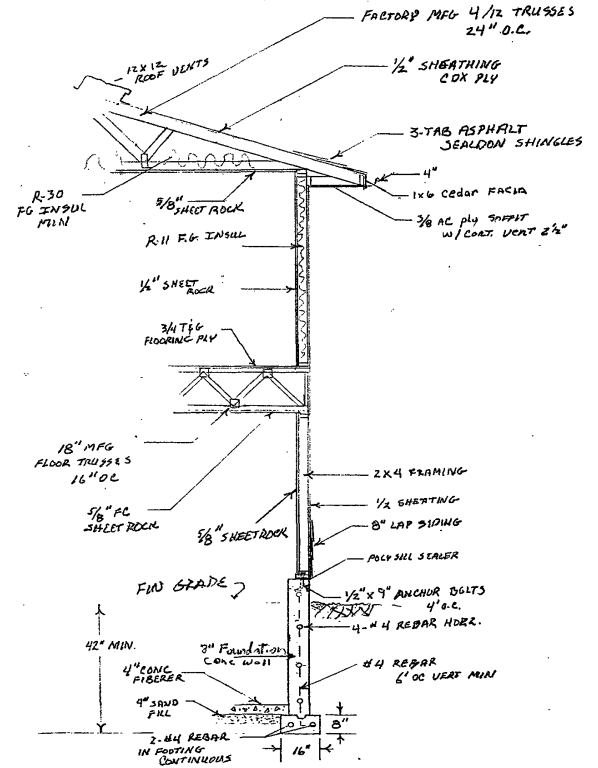 FACTORY MFG 4/12 TRUSSES
24" O.C.
12X12
ROOF VENTS
1/2" SHEATHING
CDX PLY
3-TAB ASPHALT
SEALDON SHINGLES
4"
1x6 Cedar FACIA
3/8 AC ply SOFFIT
W/CONT. VENT 2½"
R-30
FG INSUL
MIN
5/8"
SHEET ROCK
R-11 F.G. INSUL
1/2" SHEET
ROCK
3/4 T&G
FLOORING PLY
18" MFG
FLOOR TRUSSES
16" OC
5/8" FC
SHEET ROCK
5/8" SHEETROCK
2X4 FRAMING
1/2 SHEATING
8" LAP SIDING
POLY SILL SEALER
FIN GRADE
1/2" X 9" ANCHOR BOLTS
4' O.C.
4-#4 REBAR HORZ.
42" MIN.
Foundation
Conc wall
#4 REBAR
6' OC VERT MIN
4" CONC
FIBERER
4" SAND
FILL
8"
2-#4 REBAR
IN FOOTING
CONTINUOUS
16"